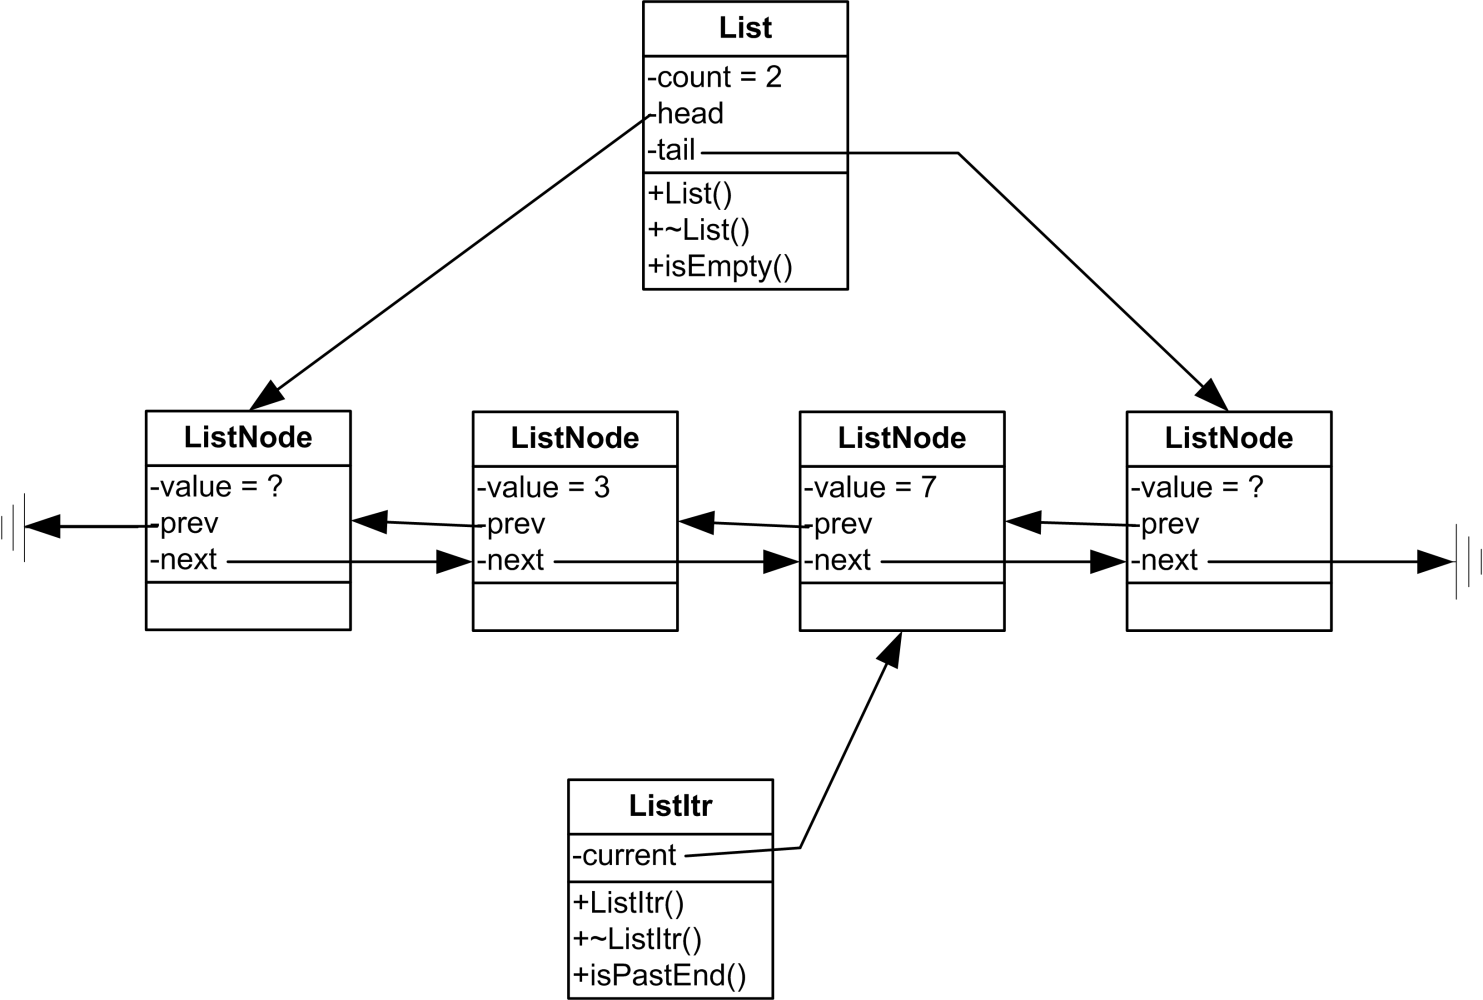 List
-count = 2
-head
-tail
+List()
+~List()
+isEmpty()
ListNode
-value = ?
-prev
-next
ListNode
-value = 3
-prev
-next
ListNode
-value = 7
-prev
-next
ListNode
-value = ?
-prev
-next
ListItr
-current
+ListItr()
+~ListItr()
+isPastEnd()